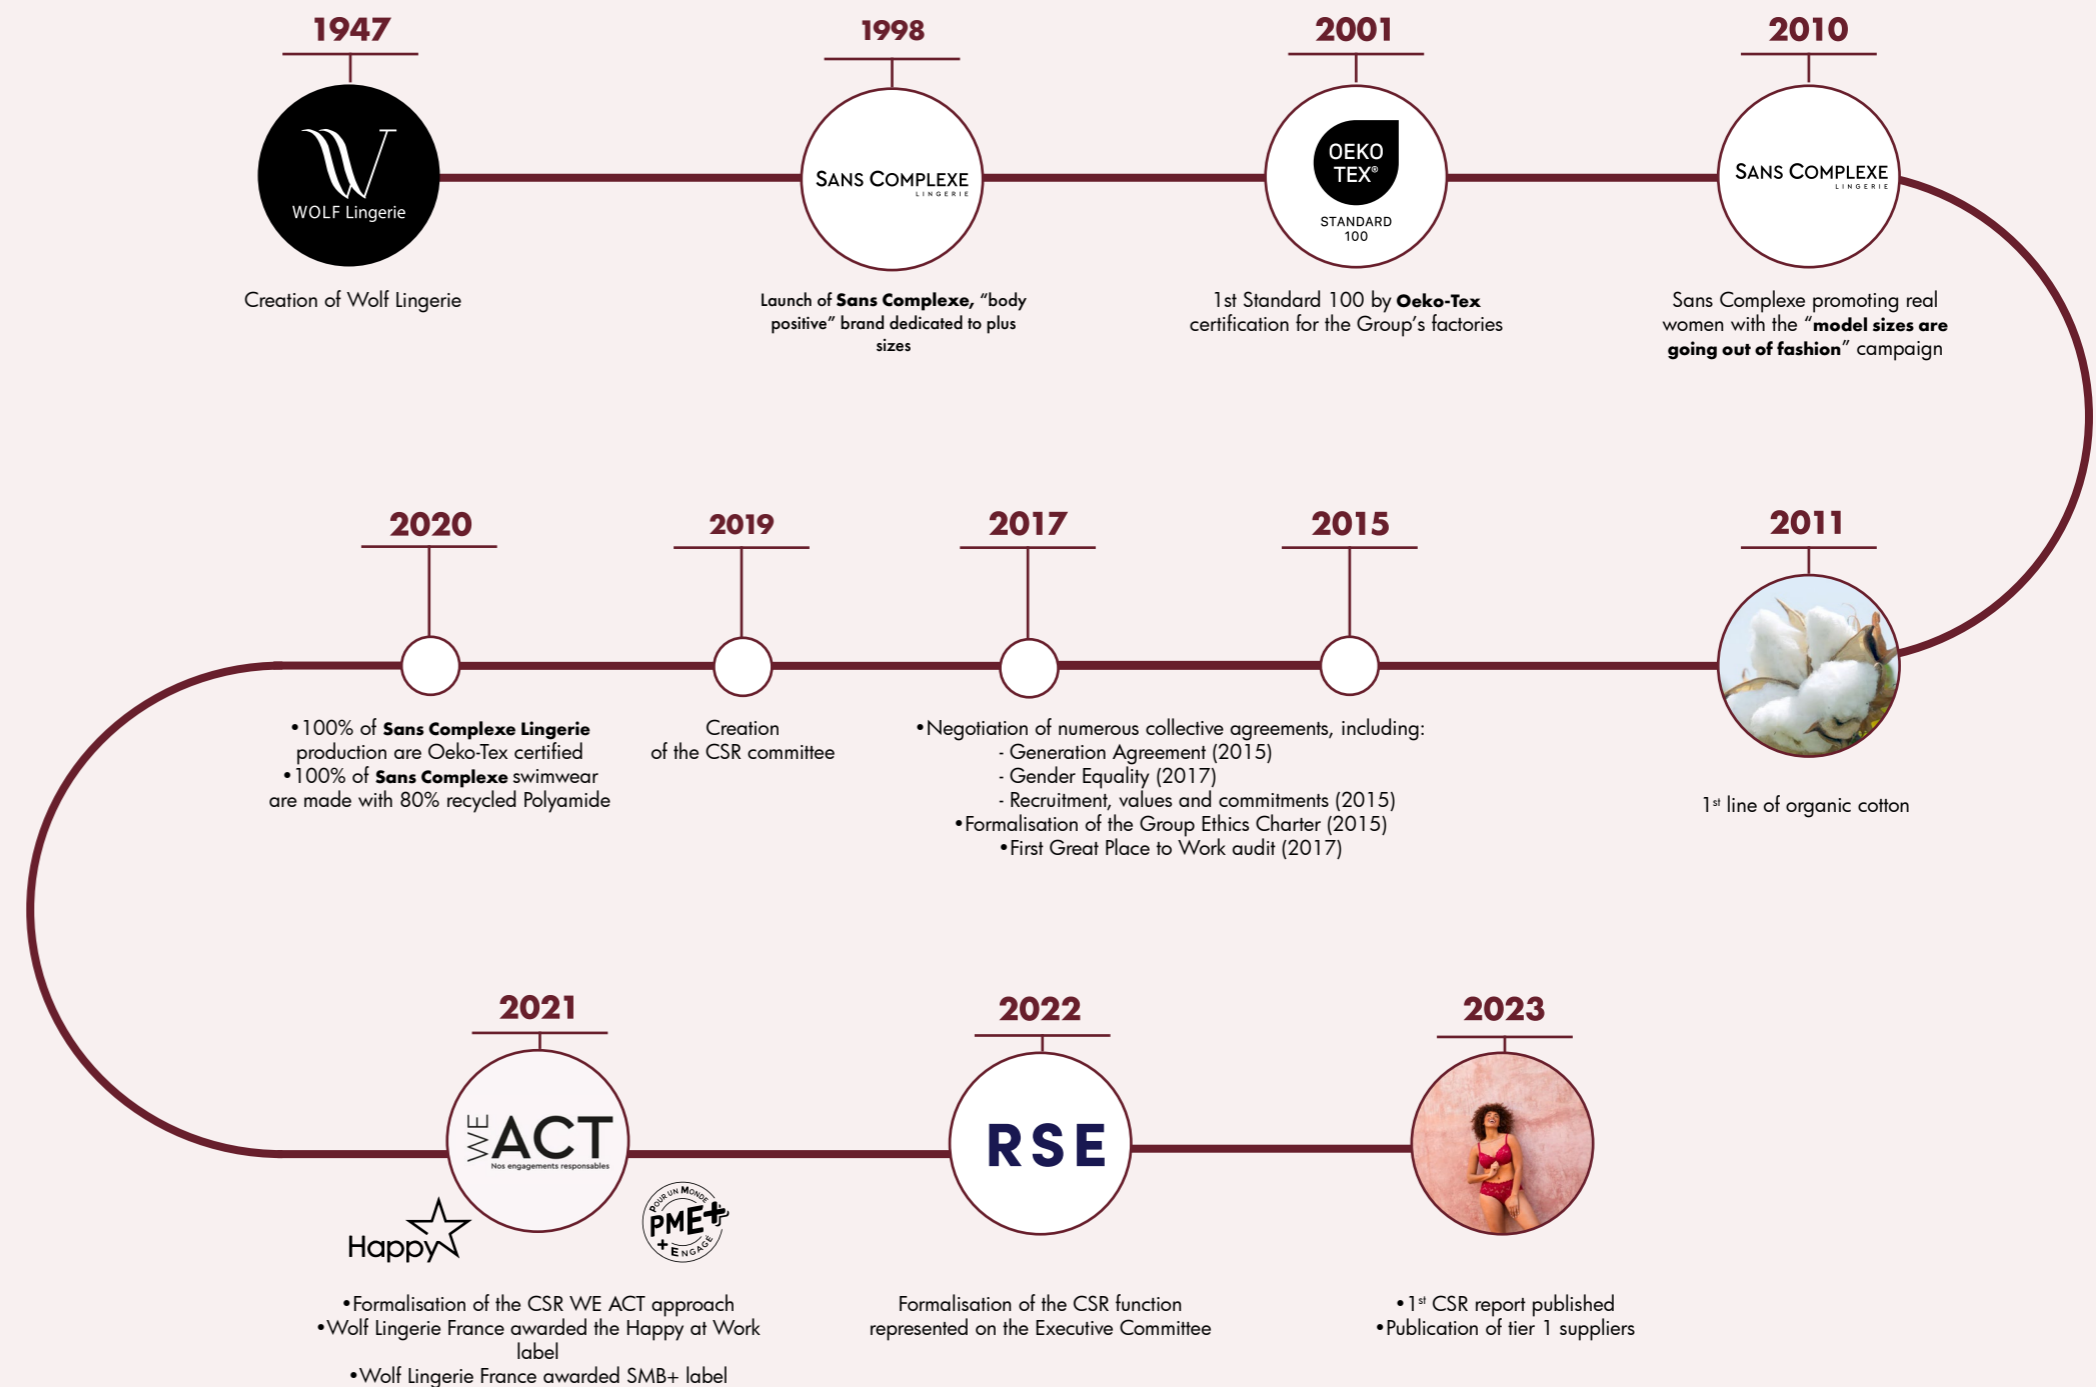 1947
WOLF Lingerie
Creation of Wolf Lingerie
1998
SANS COMPLEXE
LINGERIE
Launch of Sans Complexe, “body
positive” brand dedicated to plus
sizes
2001
OEKO
TEX®
STANDARD
100
1st Standard 100 by Oeko-Tex
certification for the Group’s factories
2010
SANS COMPLEXE
LINGERIE
Sans Complexe promoting real
women with the “model sizes are
going out of fashion” campaign
2011
1st line of organic cotton
2015
2017
•Negotiation of numerous collective agreements, including:
- Generation Agreement (2015)
- Gender Equality (2017)
- Recruitment, values and commitments (2015)
•Formalisation of the Group Ethics Charter (2015)
•First Great Place to Work audit (2017)
2019
Creation
of the CSR committee
2020
•100% of Sans Complexe Lingerie
production are Oeko-Tex certified
•100% of Sans Complexe swimwear
are made with 80% recycled Polyamide
2021
WE ACT
Nos engagements responsables
Happy
POUR UN MONDE
PME+
+ ENGAGÉ
•Formalisation of the CSR WE ACT approach
•Wolf Lingerie France awarded the Happy at Work
label
•Wolf Lingerie France awarded SMB+ label
2022
RSE
Formalisation of the CSR function
represented on the Executive Committee
2023
•1st CSR report published
•Publication of tier 1 suppliers